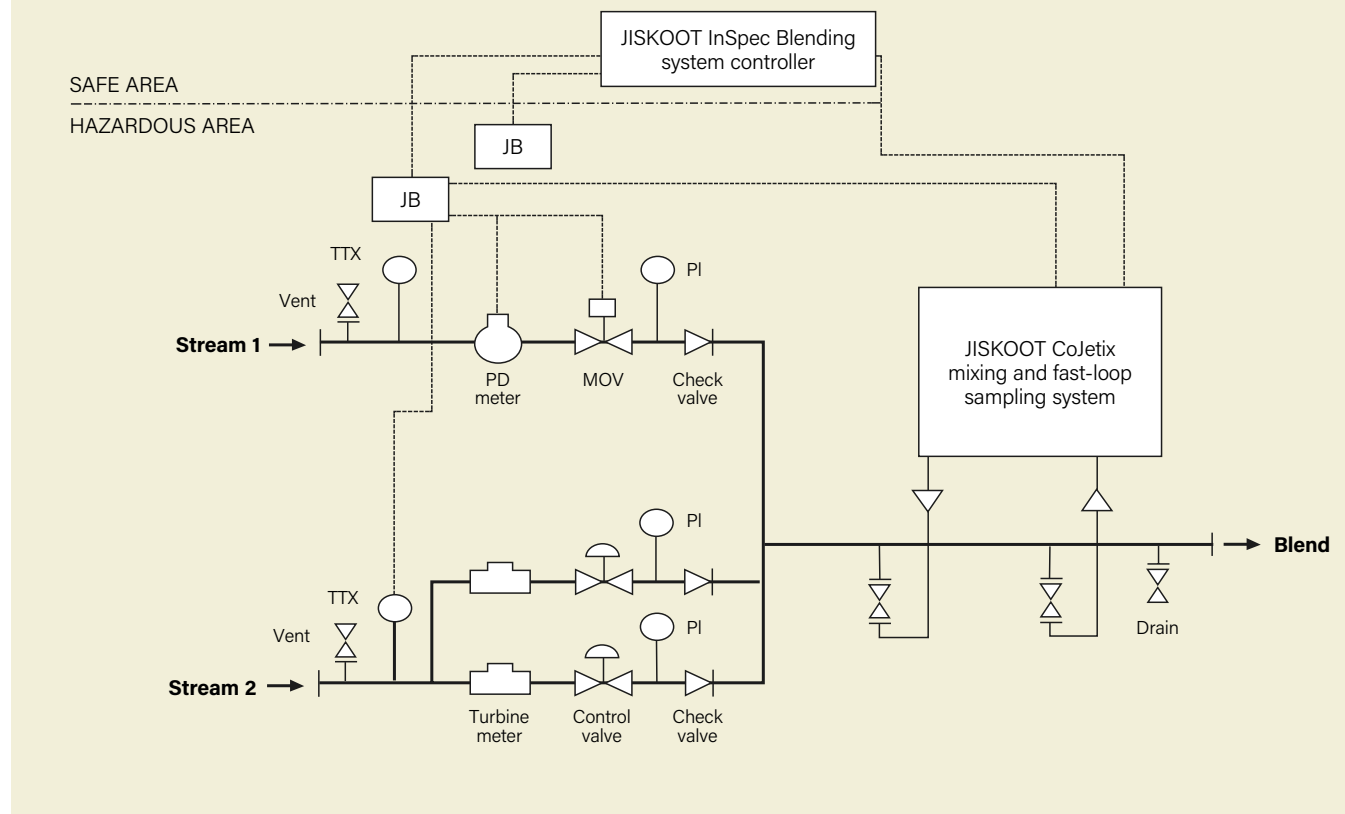 JISKOOT InSpec Blending
system controller
SAFE AREA
HAZARDOUS AREA
JB
JB
TTX
PI
Vent
Stream 1
PD
meter
MOV
Check
valve
JISKOOT CoJetix
mixing and fast-loop
sampling system
PI
Blend
TTX
Vent
PI
Drain
Stream 2
Turbine
meter
Control
valve
Check
valve